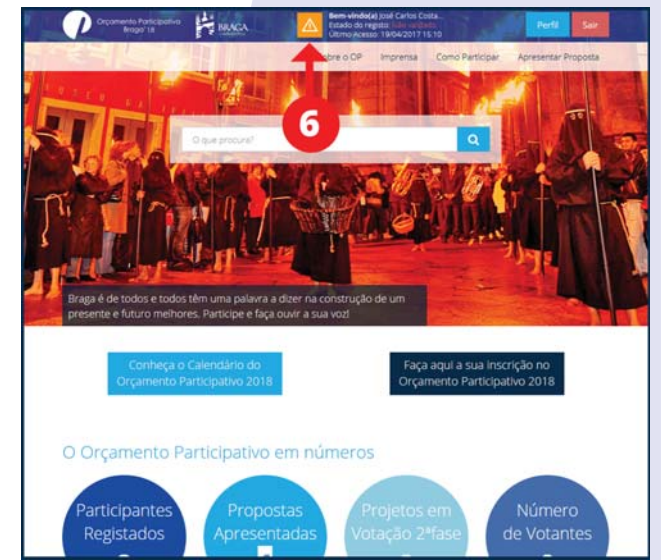 Orçamento Participativo
Braga'18
BRAGA
Bem-vindo(a) José Carlos Costa...
Estado do registo: Não validado
Último Acesso: 19/04/2017 15:10
Perfil
Sair
Sobre o OP
Imprensa
Como Participar
Apresentar Proposta
6
O que procura?
Braga é de todos e todos têm uma palavra a dizer na construção de um
presente e futuro melhores. Participe e faça ouvir a sua voz!
Conheça o Calendário do
Orçamento Participativo 2018
Faça aqui a sua inscrição no
Orçamento Participativo 2018
O Orçamento Participativo em números
Participantes
Registados
Propostas
Apresentadas
Projetos em
Votação 2ªfase
Número
de Votantes